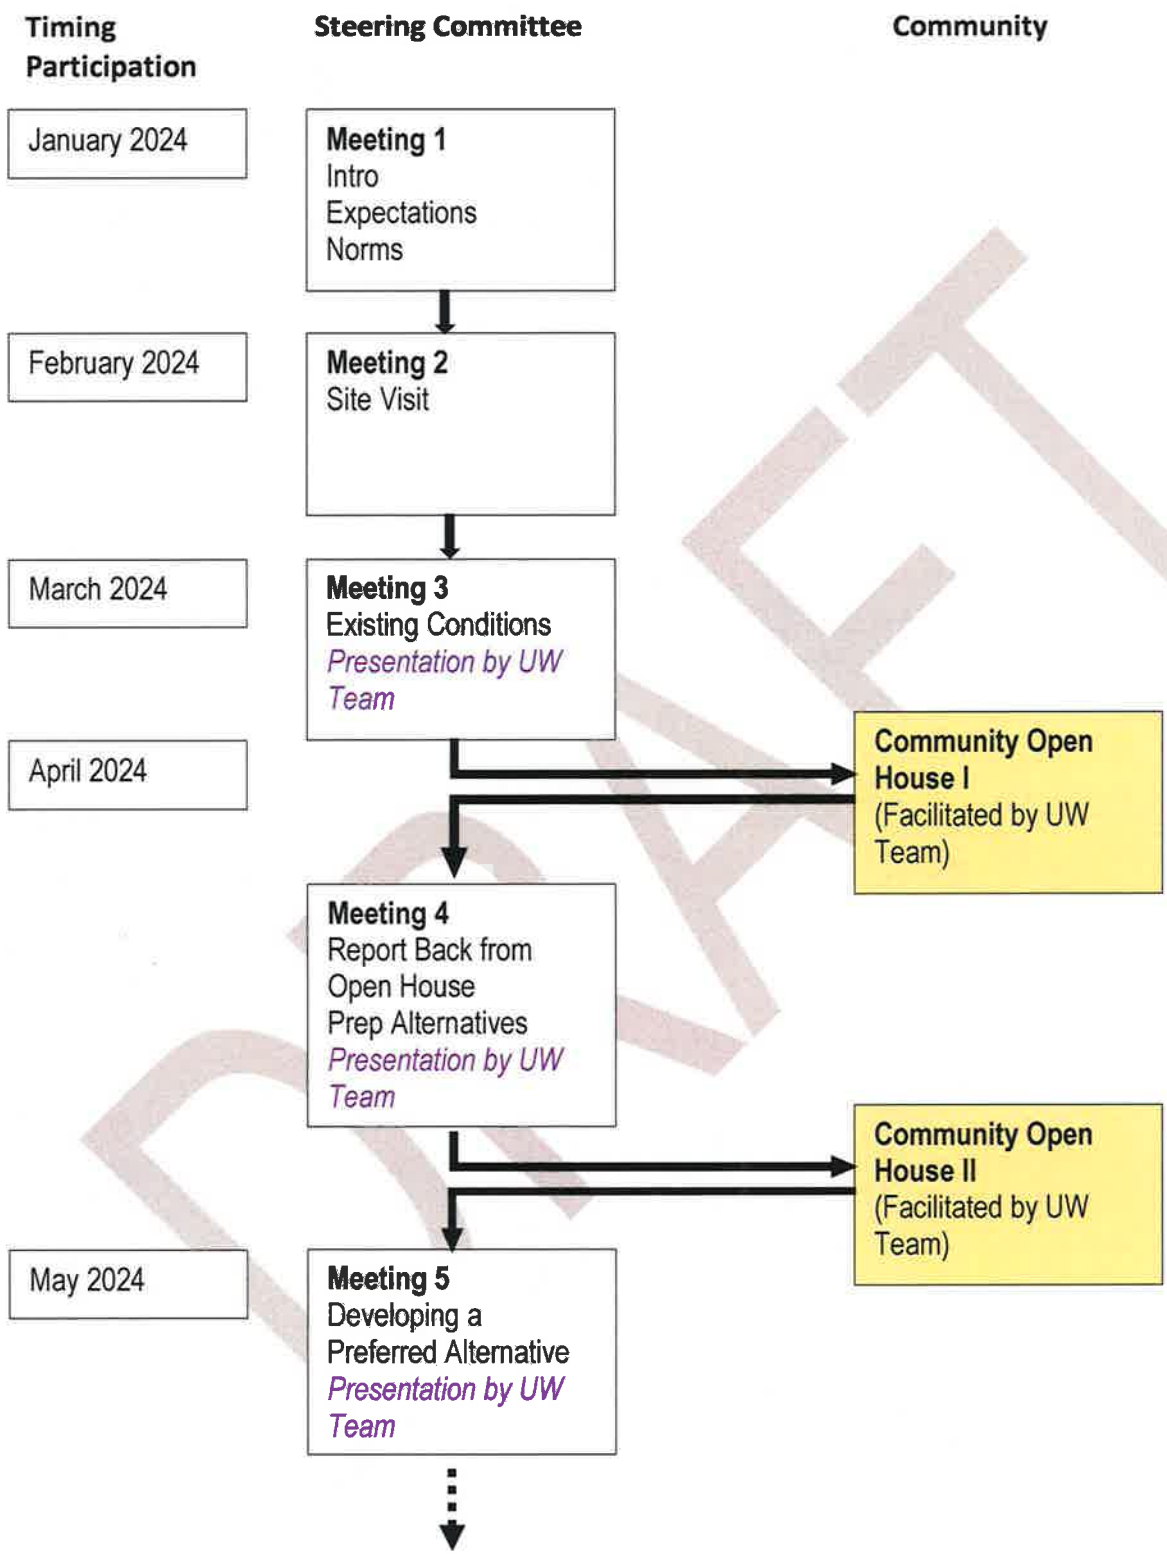 Timing
Participation
Steering Committee
Community
January 2024
Meeting 1
Intro
Expectations
Norms
February 2024
Meeting 2
Site Visit
March 2024
Meeting 3
Existing Conditions
Presentation by UW
Team
April 2024
Community Open
House I
(Facilitated by UW
Team)
Meeting 4
Report Back from
Open House
Prep Alternatives
Presentation by UW
Team
Community Open
House II
(Facilitated by UW
Team)
May 2024
Meeting 5
Developing a
Preferred Alternative
Presentation by UW
Team
DRAFT